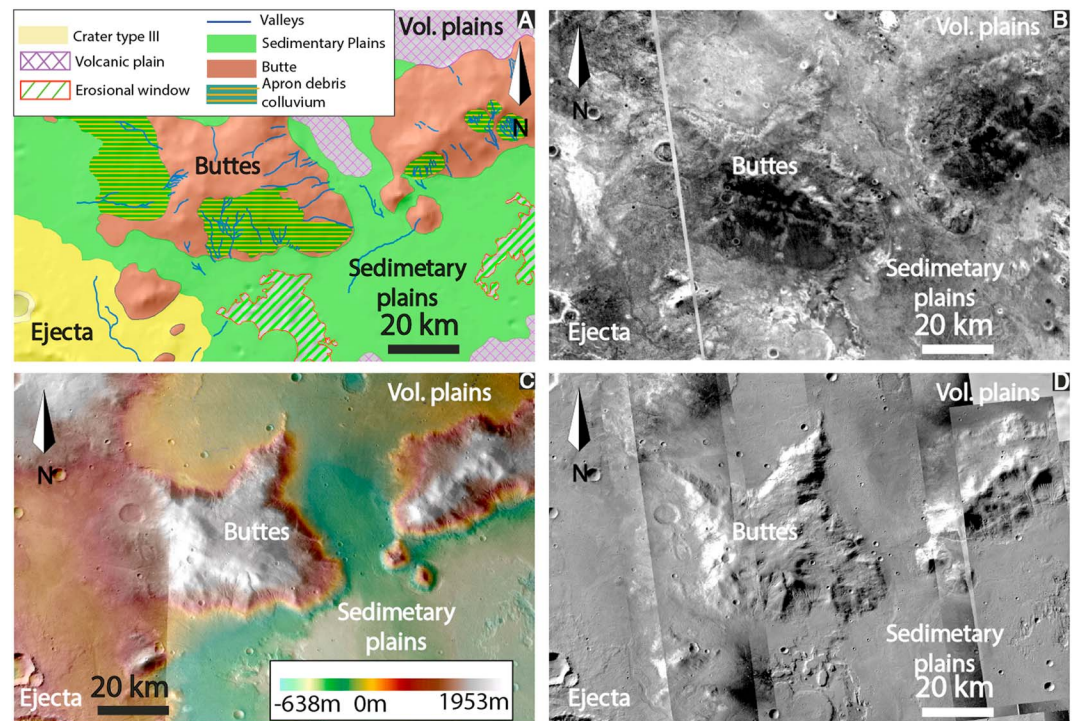 A
Crater type III
Volcanic plain
Erosional window
Valleys
Sedimentary Plains
Butte
Apron debris
colluvium
Vol. plains
N
Buttes
Sedimetary
plains
20 km
Ejecta
B
Vol. plains
N
Buttes
Sedimetary
plains
20 km
Ejecta
C
Vol. plains
N
Buttes
Sedimetary
plains
Ejecta
20 km
-638m 0m 1953m
D
Vol. plains
N
Buttes
Sedimetary
plains
20 km
Ejecta